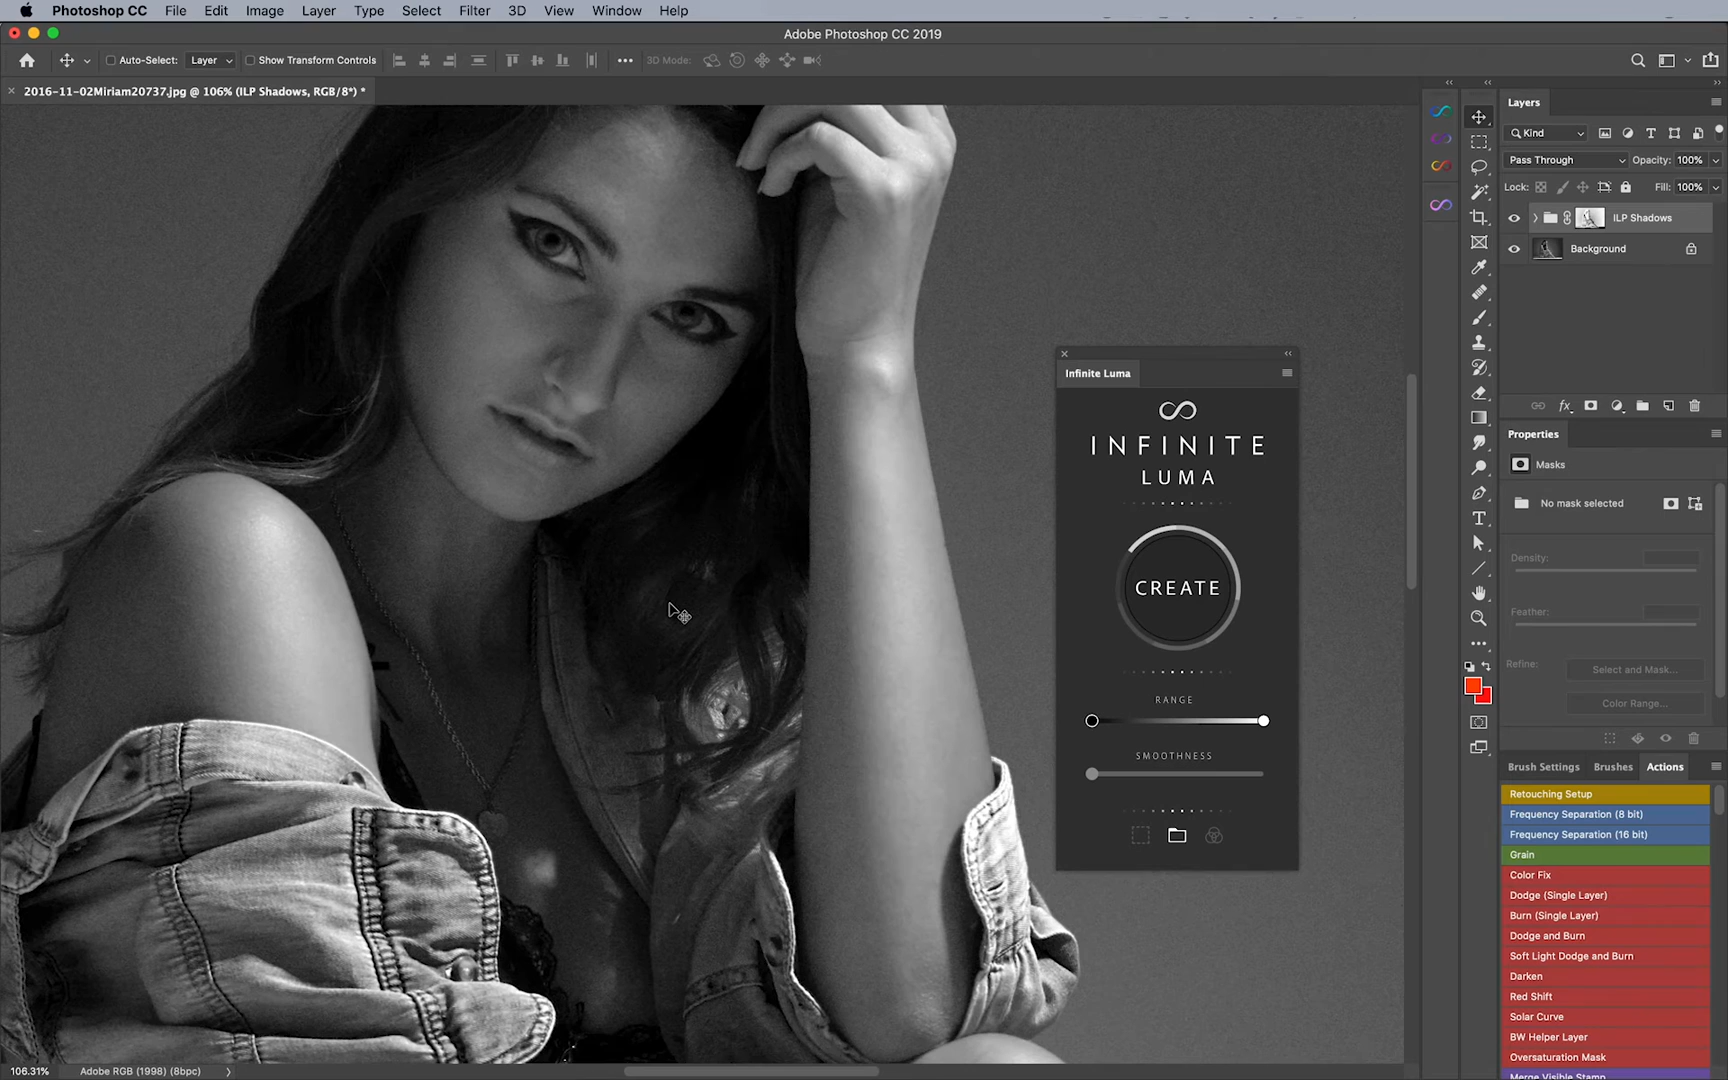 Photoshop CC File Edit Image Layer Type Select Filter 3D View Window Help
Adobe Photoshop CC 2019
Auto-Select: Layer Show Transform Controls 3D Mode:
2016-11-02Miriam20737.jpg @ 106% (ILP Shadows, RGB/8*) *
Layers
Kind
Pass Through Opacity: 100%
Lock: Fill: 100%
ILP Shadows
Background
Infinite Luma
INFINITE
LUMA
CREATE
RANGE
SMOOTHNESS
Properties
Masks
No mask selected
Density:
Feather:
Refine: Select and Mask...
Color Range...
Brush Settings Brushes Actions
Retouching Setup
Frequency Separation (8 bit)
Frequency Separation (16 bit)
Grain
Color Fix
Dodge (Single Layer)
Burn (Single Layer)
Dodge and Burn
Soft Light Dodge and Burn
Darken
Red Shift
Solar Curve
BW Helper Layer
Oversaturation Mask
Merge Visible Stamp
106.31% Adobe RGB (1998) (8bpc)